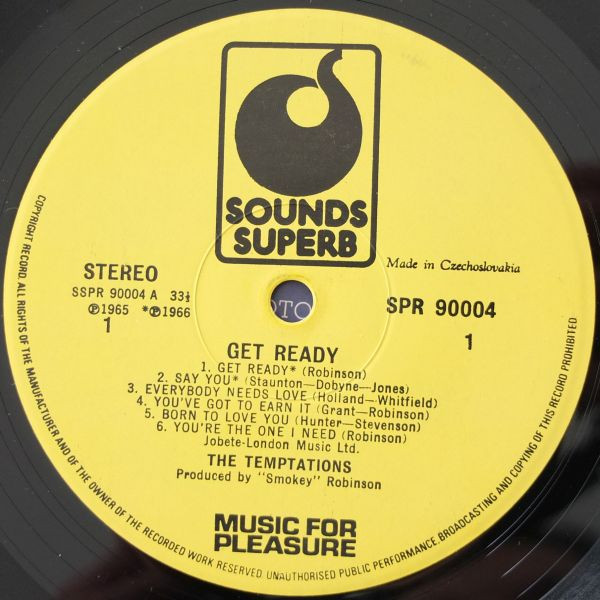 SOUNDS
SUPERB
Made in Czechoslovakia
STEREO
SSPR 90004 A 33⅓
℗1965 *℗1966
1
SPR 90004
1
OTO
GET READY
1. GET READY* (Robinson)
2. SAY YOU* (Staunton—Dobyne—Jones)
3. EVERYBODY NEEDS LOVE (Holland—Whitfield)
4. YOU'VE GOT TO EARN IT (Grant—Robinson)
5. BORN TO LOVE YOU (Hunter—Stevenson)
6. YOU'RE THE ONE I NEED (Robinson)
Jobete-London Music Ltd.
THE TEMPTATIONS
Produced by "Smokey" Robinson
MUSIC FOR
PLEASURE
COPYRIGHT RECORD ALL RIGHTS OF THE MANUFACTURER AND OF THE OWNER OF THE RECORDED WORK RESERVED. UNAUTHORISED PUBLIC PERFORMANCE BROADCASTING AND COPYING OF THIS RECORD PROHIBITED